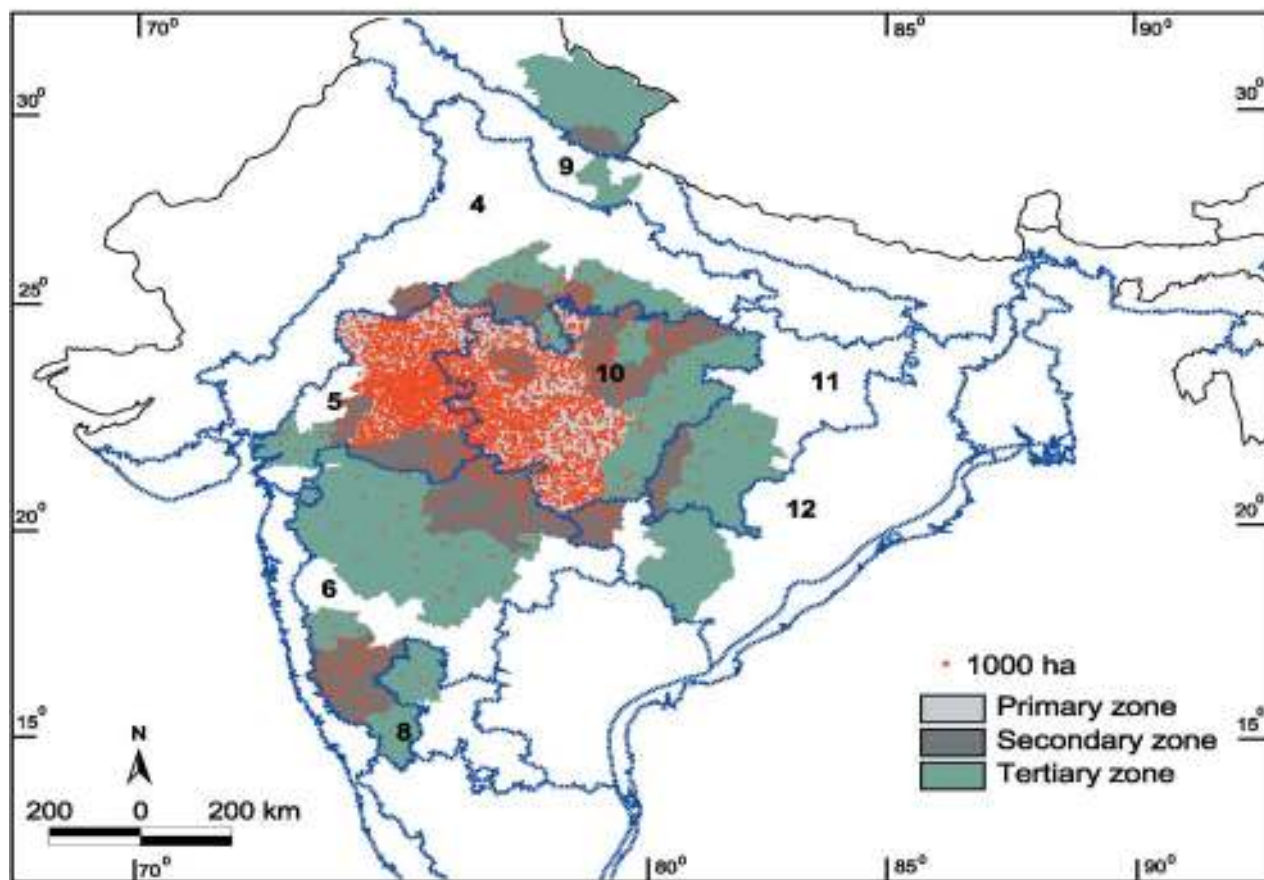 70° 85° 90°
30° 30°
9
4
25°
10
11
5
12
20° 20°
6
1000 ha
Primary zone
Secondary zone
15° 8 15°
Tertiary zone
N
200 0 200 km
70° 80° 85° 90°